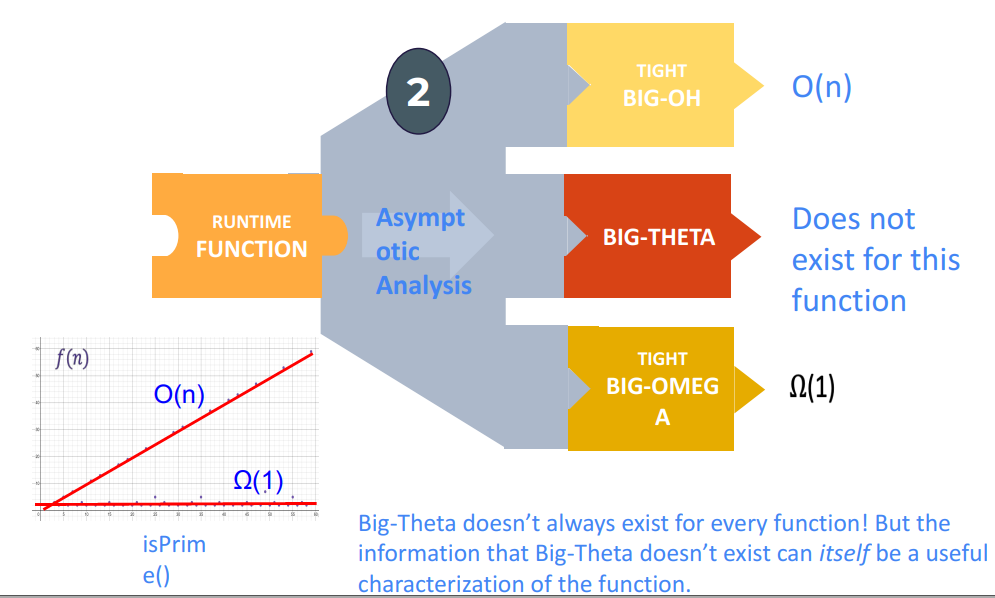 2
TIGHT
BIG-OH
O(n)
RUNTIME
FUNCTION
Asympt
otic
Analysis
BIG-THETA
Does not
exist for this
function
TIGHT
BIG-OMEG
A
Ω(1)
f(n)
O(n)
Ω(1)
isPrim
e()
Big-Theta doesn’t always exist for every function! But the
information that Big-Theta doesn’t exist can itself be a useful
characterization of the function.